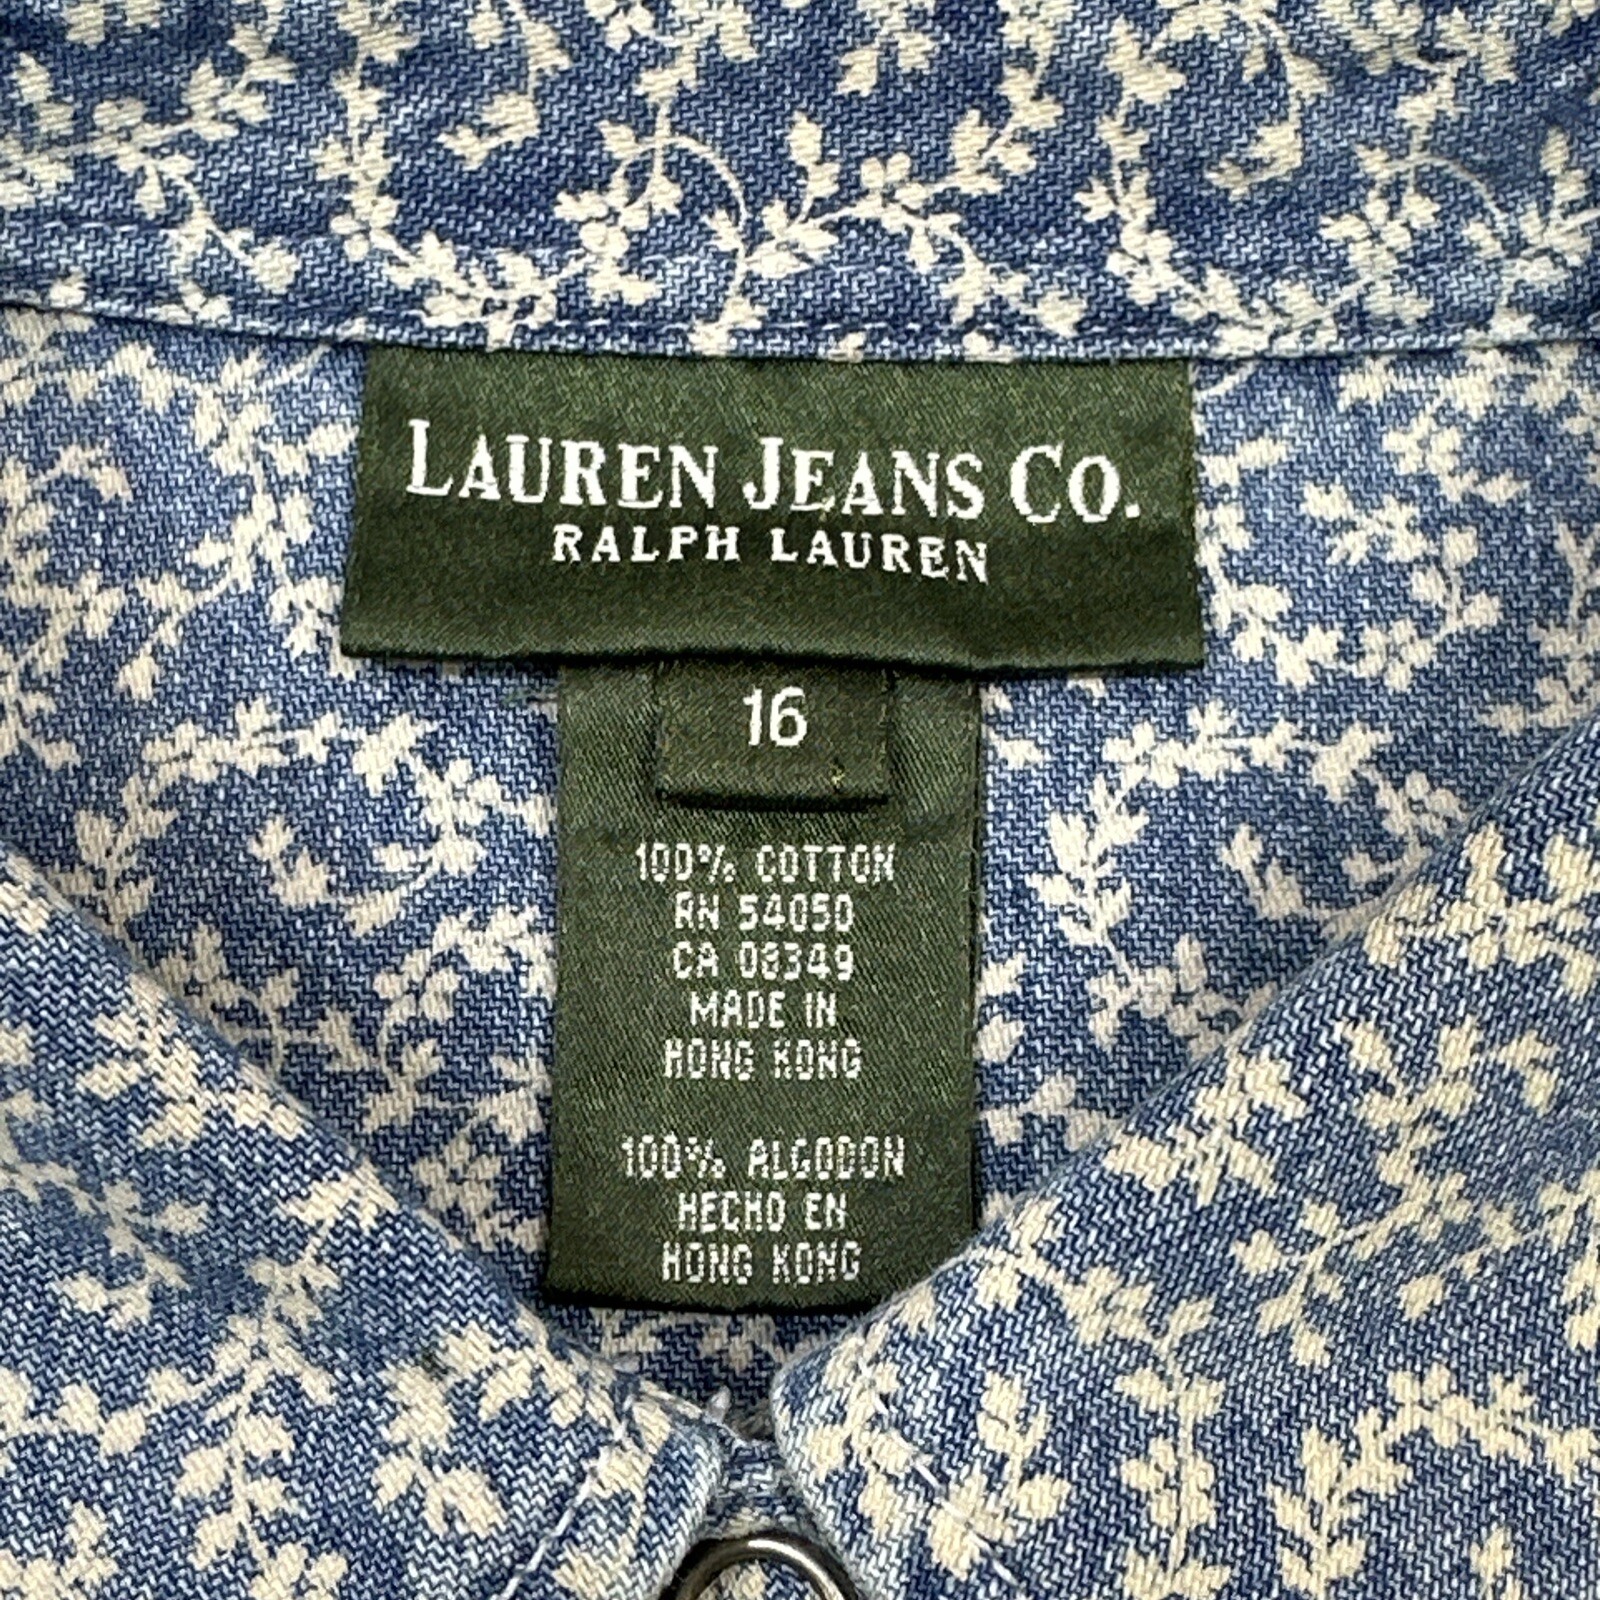 LAUREN JEANS CO.
RALPH LAUREN
16
100% COTTON
RN 54050
CA 08349
MADE IN
HONG KONG
100% ALGODON
HECHO EN
HONG KONG